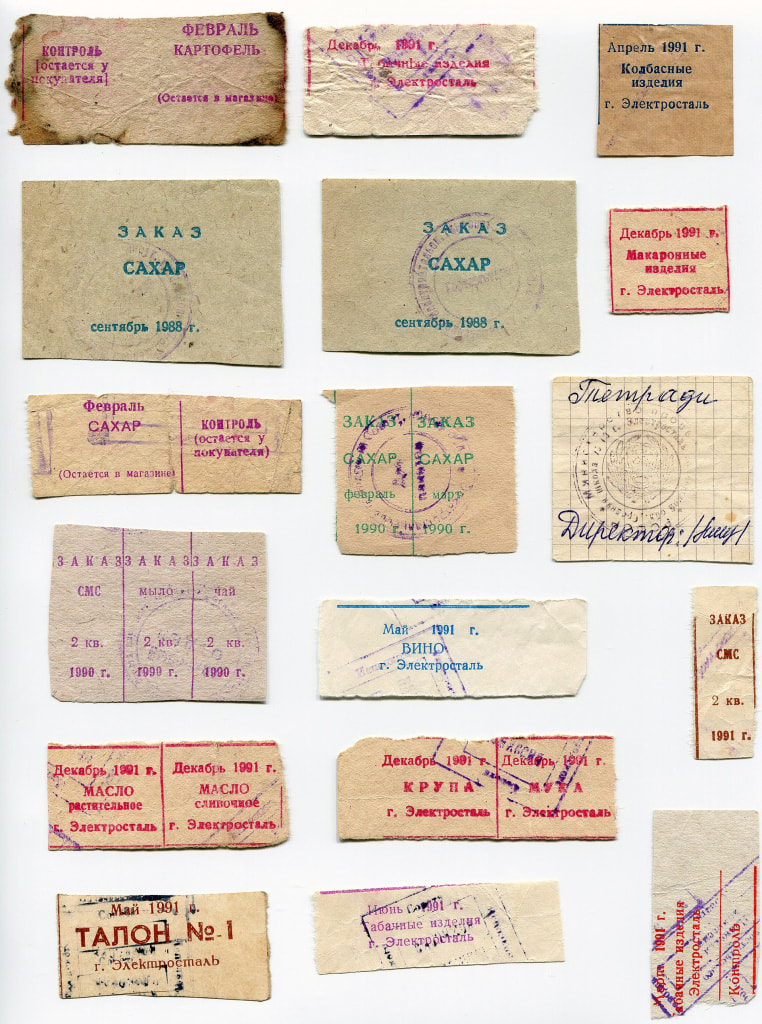 ФЕВРАЛЬ
КАРТОФЕЛЬ
(Остается в магазине)
КОНТРОЛЬ
[остается у
покупателя]
Декабрь 1991 г.
Табачные изделия
г. Электросталь
Апрель 1991 г.
Колбасные
изделия
г. Электросталь
ЗАКАЗ
САХАР
сентябрь 1988 г.
ЗАКАЗ
САХАР
сентябрь 1988 г.
Декабрь 1991 г.
Макаронные
изделия
г. Электросталь
Февраль
САХАР
(Остается в магазине)
КОНТРОЛЬ
(остается у
покупателя)
ЗАКАЗ
САХАР
февраль
1990 г.
ЗАКАЗ
САХАР
март
1990 г.
Тетради
Директор:
ЗАКАЗ
СМС
2 кв.
1990 г.
ЗАКАЗ
мыло
2 кв.
1990 г.
ЗАКАЗ
чай
2 кв.
1990 г.
Май 1991 г.
ВИНО
г. Электросталь
ЗАКАЗ
СМС
2 кв.
1991 г.
Декабрь 1991 г.
МАСЛО
растительное
г. Электросталь
Декабрь 1991 г.
МАСЛО
сливочное
г. Электросталь
Декабрь 1991 г.
КРУПА
г. Электросталь
Декабрь 1991 г.
МУКА
г. Электросталь
Май 1991 г.
ТАЛОН № 1
г. Электросталь
Июнь 1991 г.
Табачные изделия
г. Электросталь
1991 г.
изделия
Электросталь
Контроль